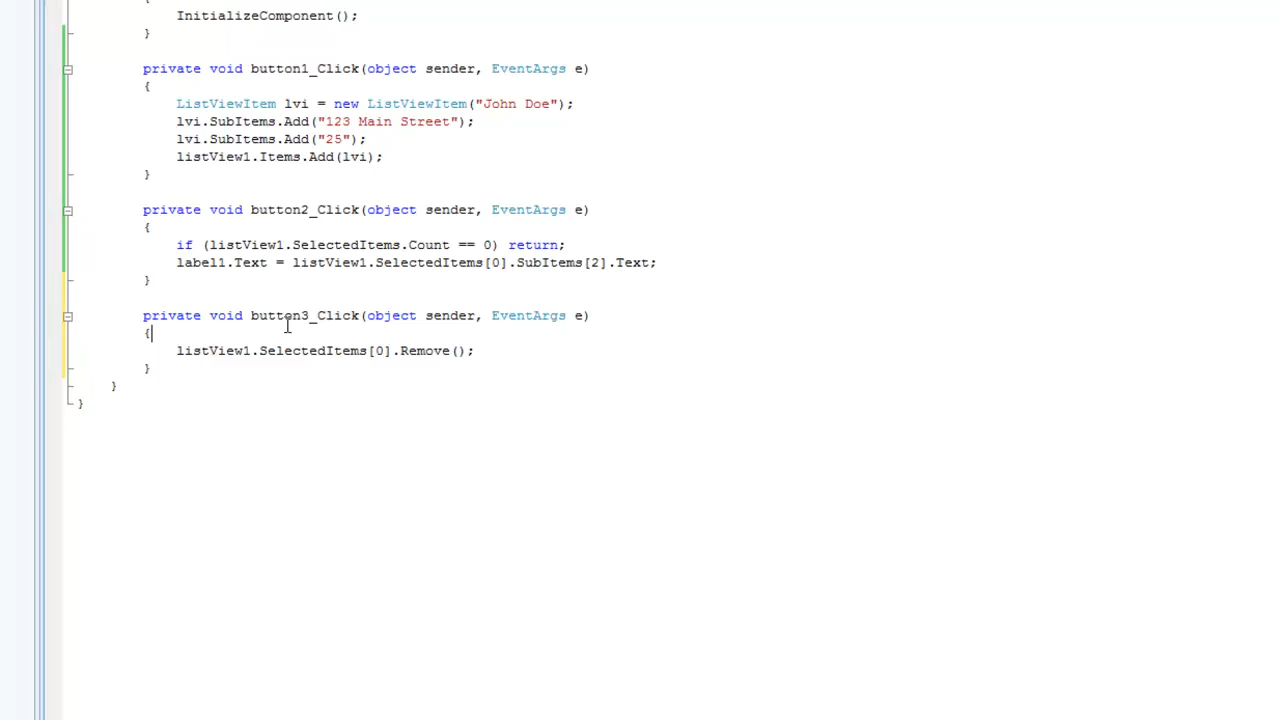 {
InitializeComponent();
}
private void button1_Click(object sender, EventArgs e)
{
ListViewItem lvi = new ListViewItem("John Doe");
lvi.SubItems.Add("123 Main Street");
lvi.SubItems.Add("25");
listView1.Items.Add(lvi);
}
private void button2_Click(object sender, EventArgs e)
{
if (listView1.SelectedItems.Count == 0) return;
label1.Text = listView1.SelectedItems[0].SubItems[2].Text;
}
private void button3_Click(object sender, EventArgs e)
{
listView1.SelectedItems[0].Remove();
}
}
}